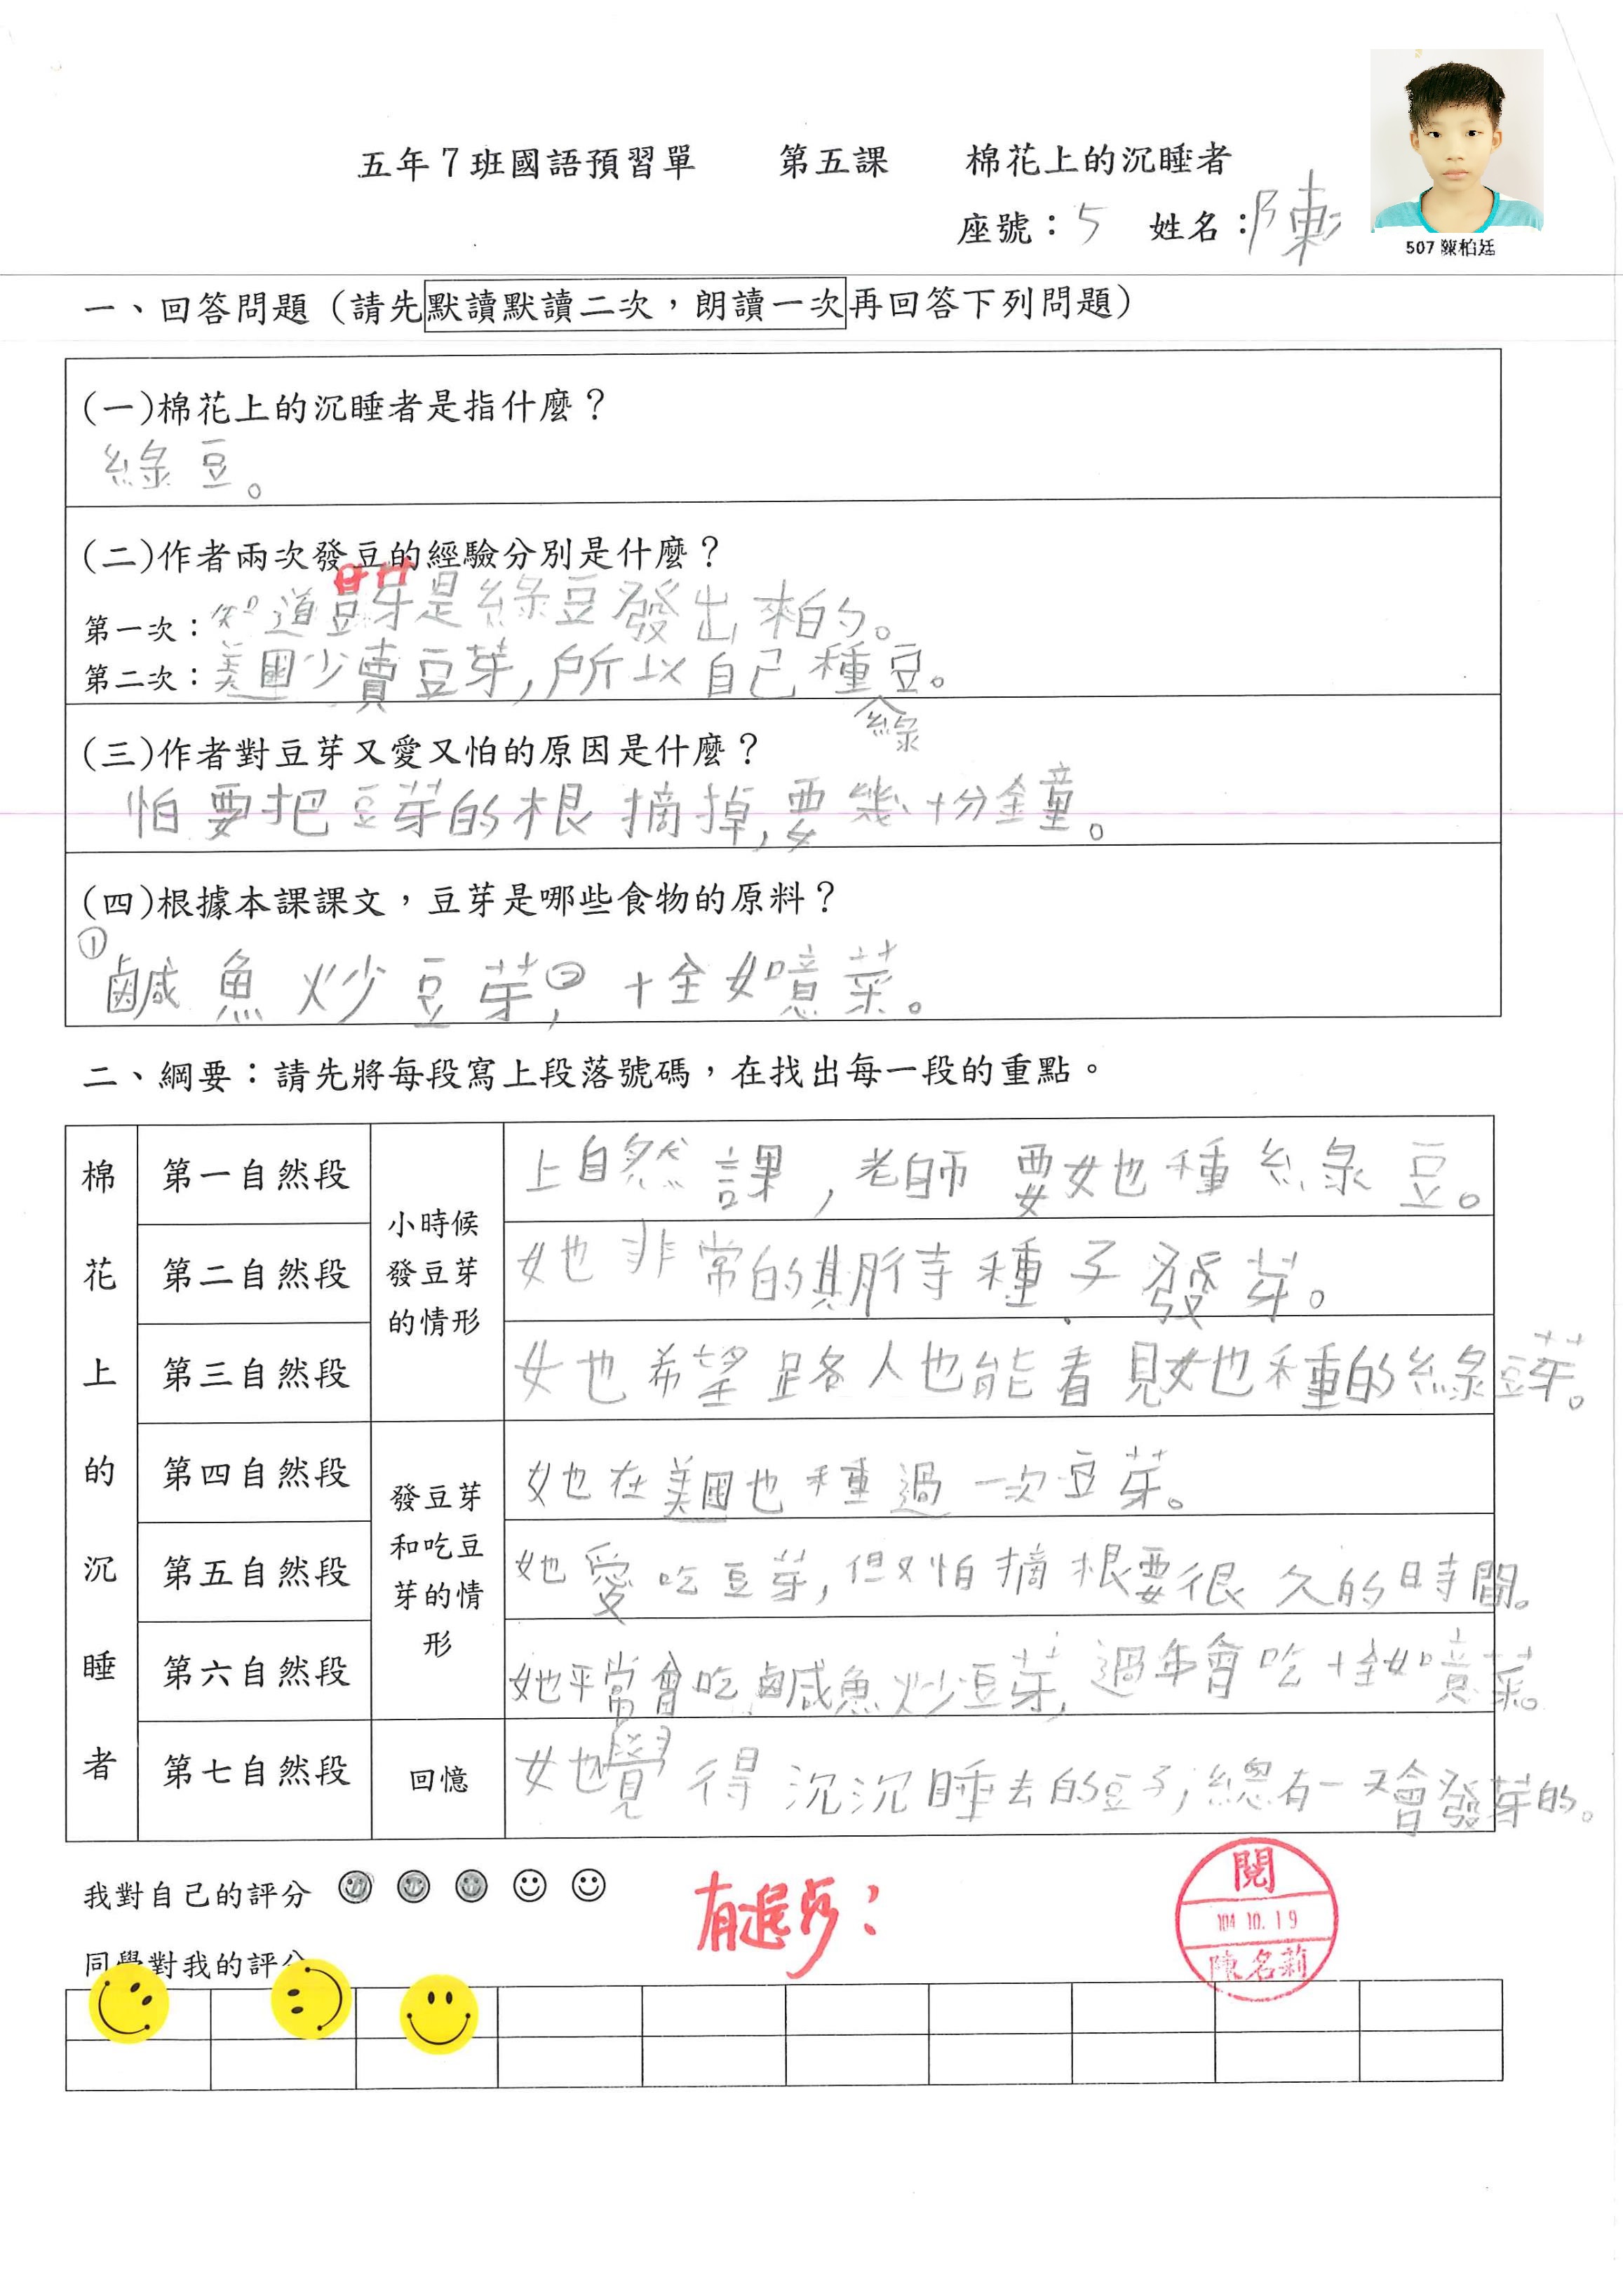 五年7班國語預習單 第五課 棉花上的沉睡者
座號：5 姓名：陳
507 陳柏廷
一、回答問題（請先默讀默讀二次，朗讀一次再回答下列問題）
(一)棉花上的沉睡者是指什麼？
綠豆。
(二)作者兩次發豆的經驗分別是什麼？
第一次：知道豆芽是綠豆發出來的。
第二次：美國少賣豆芽，所以自己種豆。
綠
(三)作者對豆芽又愛又怕的原因是什麼？
怕要把豆芽的根摘掉，要幾十分鐘。
(四)根據本課課文，豆芽是哪些食物的原料？
①鹹魚炒豆芽，②十全如意菜。
二、綱要：請先將每段寫上段落號碼，在找出每一段的重點。
棉花上的沉睡者
小時候發豆芽的情形
第一自然段 上自然課，老師要她種綠豆。
第二自然段 她非常的期待種子發芽。
第三自然段 她希望路人也能看見她種的綠豆芽。
發豆芽和吃豆芽的情形
第四自然段 她在美國也種過一次豆芽。
第五自然段 她愛吃豆芽，但又怕摘根要很久的時間。
第六自然段 她平常會吃鹹魚炒豆芽，過年會吃十全如意菜。
第七自然段 回憶 她覺得沉沉睡去的豆子，總有一天會發芽的。
我對自己的評分
有進步：
閱
104.10.19
陳名莉
同學對我的評分